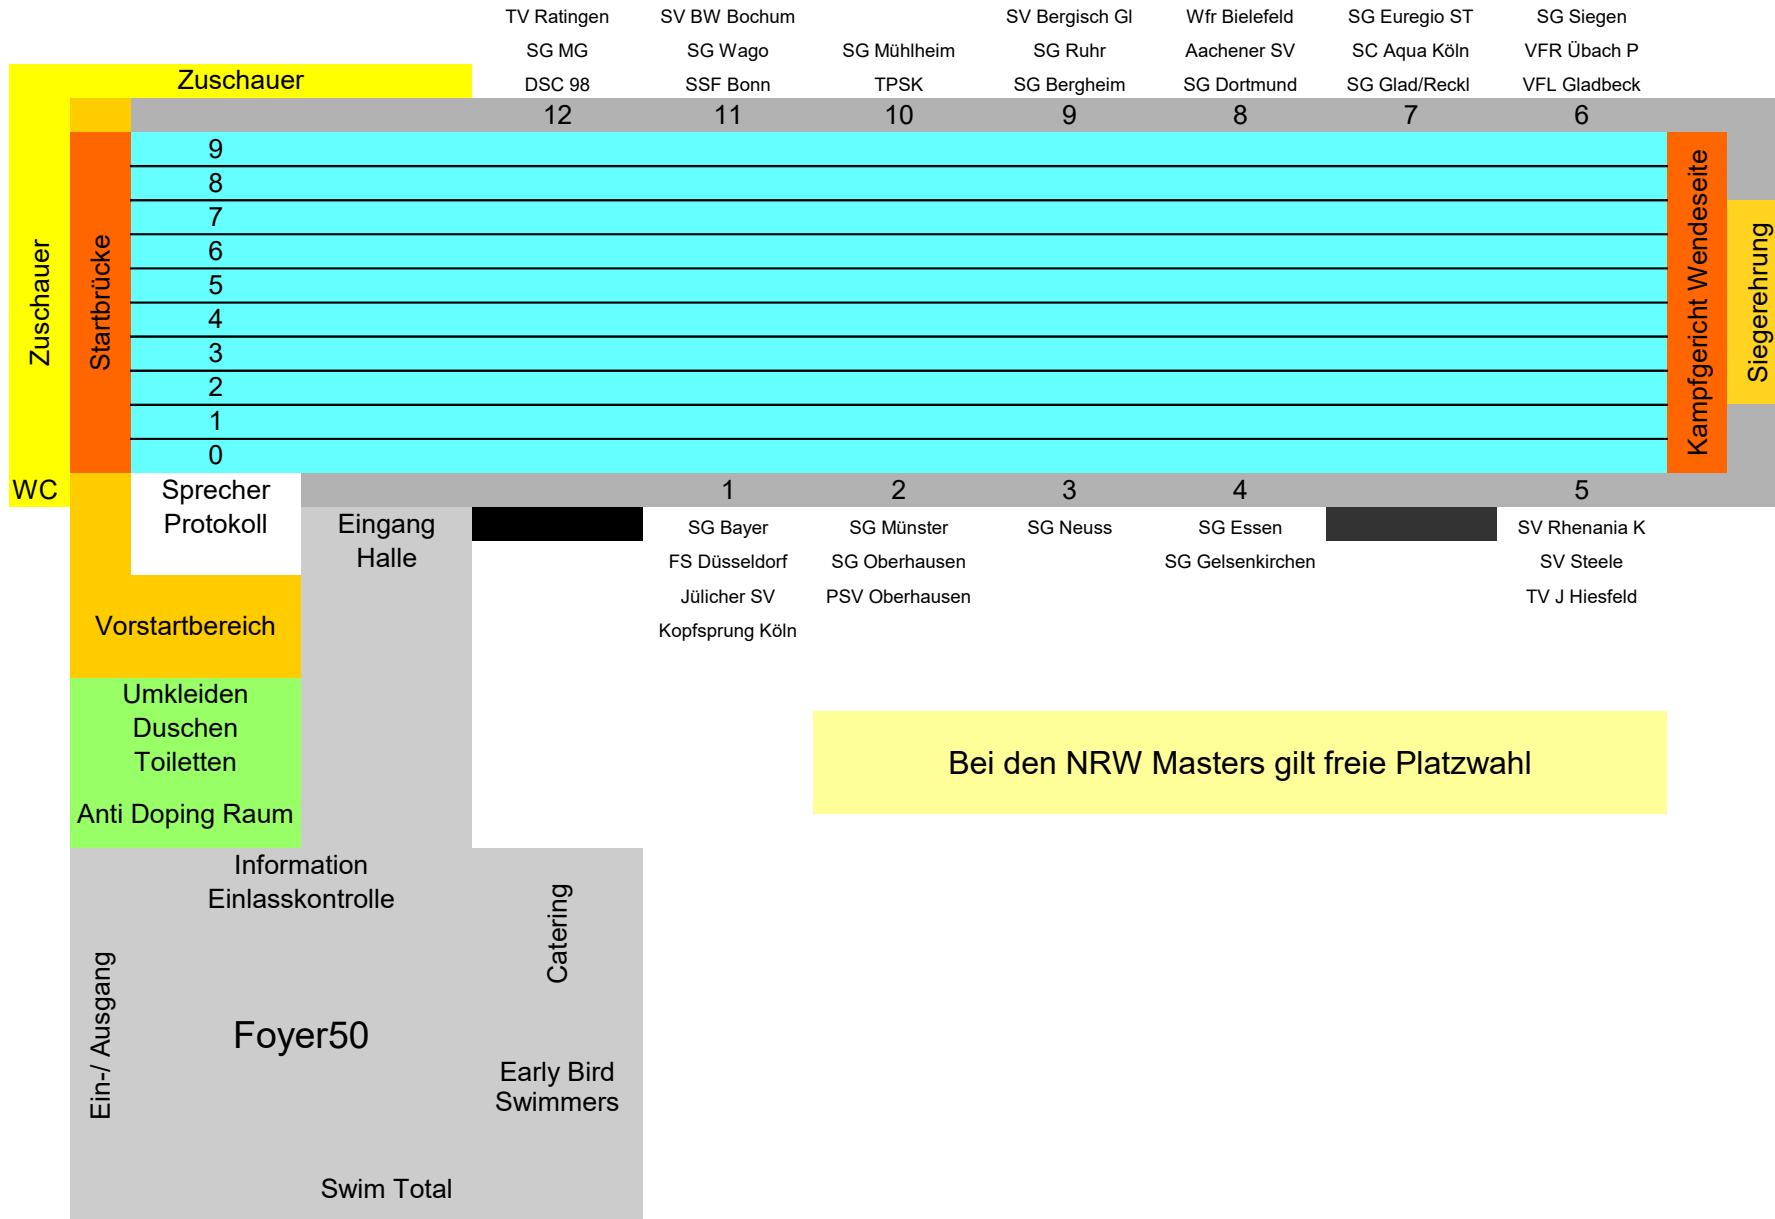 TV Ratingen SV BW Bochum SV Bergisch Gl Wfr Bielefeld SG Euregio ST SG Siegen
SG MG SG Wago SG Mühlheim SG Ruhr Aachener SV SC Aqua Köln VFR Übach P
Zuschauer DSC 98 SSF Bonn TPSK SG Bergheim SG Dortmund SG Glad/Reckl VFL Gladbeck
12 11 10 9 8 7 6
Zuschauer
Startbrücke
9
8
7
6
5
4
3
2
1
0
Kampfgericht Wendeseite
Siegerehrung
WC Sprecher 1 2 3 4 5
Protokoll Eingang SG Bayer SG Münster SG Neuss SG Essen SV Rhenania K
Halle FS Düsseldorf SG Oberhausen SG Gelsenkirchen SV Steele
Jülicher SV PSV Oberhausen TV J Hiesfeld
Vorstartbereich Kopfsprung Köln
Umkleiden
Duschen
Toiletten
Bei den NRW Masters gilt freie Platzwahl
Anti Doping Raum
Information
Einlasskontrolle
Catering
Ein-/ Ausgang
Foyer50
Early Bird
Swimmers
Swim Total